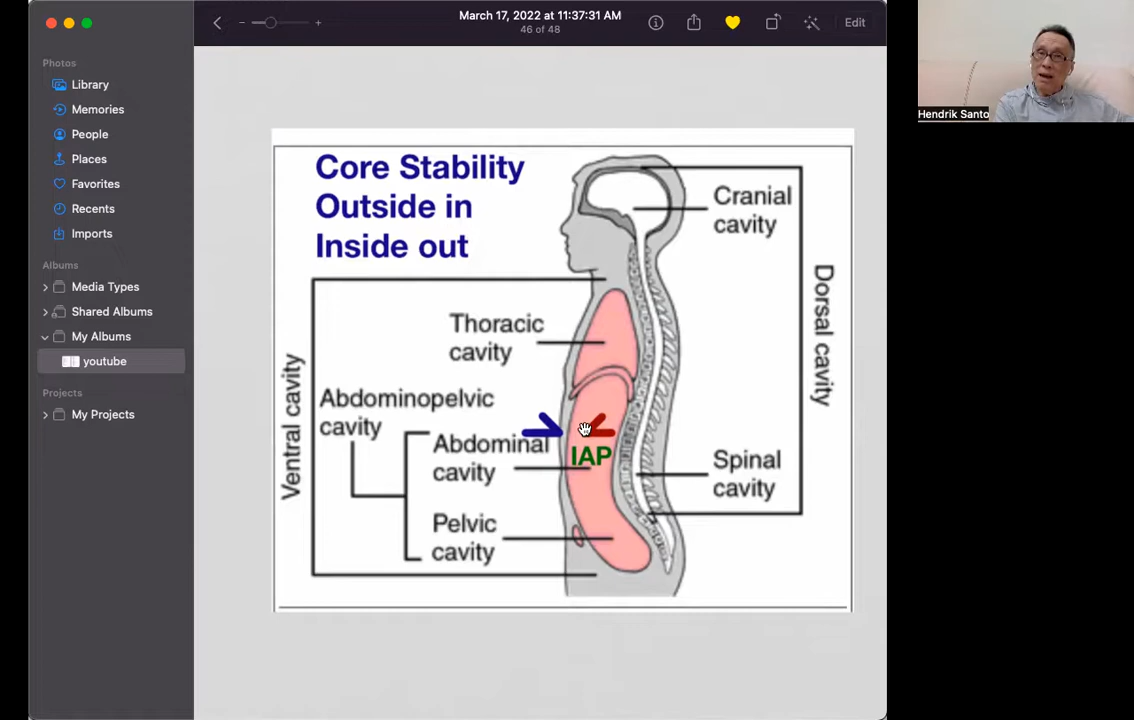 March 17, 2022 at 11:37:31 AM
46 of 48
Edit
Photos
Library
Memories
People
Places
Favorites
Recents
Imports
Albums
Media Types
Shared Albums
My Albums
youtube
Projects
My Projects
Hendrik Santo
Core Stability
Outside in
Inside out
Cranial
cavity
Thoracic
cavity
Dorsal cavity
Ventral cavity
Abdominopelvic
cavity
Abdominal
cavity
IAP
Spinal
cavity
Pelvic
cavity